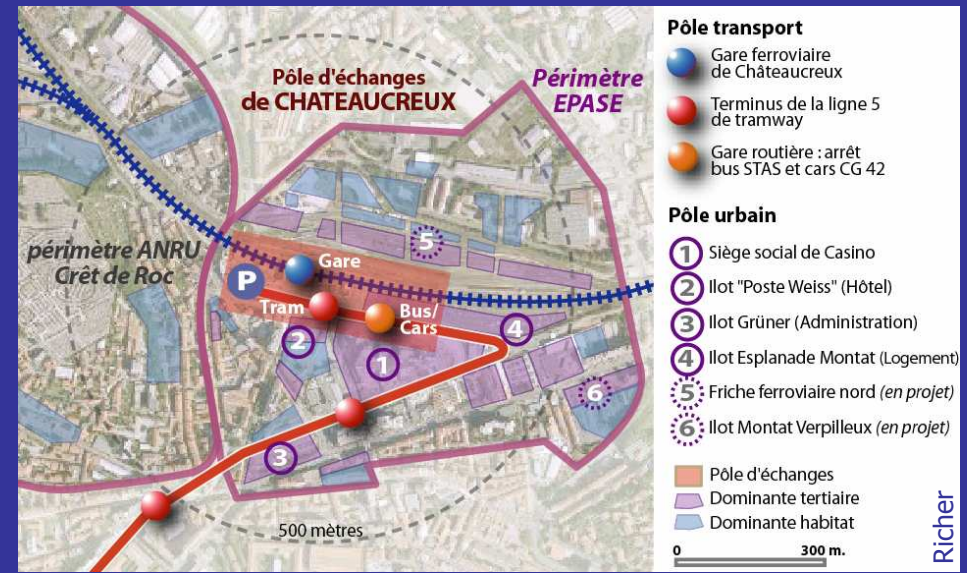 Pôle d'échanges
de CHATEAUCREUX
Périmètre
EPASE
périmètre ANRU
Crêt de Roc
5
P
Gare
Tram
Bus/
Cars
2
1
4
6
3
500 mètres
Pôle transport
Gare ferroviaire
de Châteaucreux
Terminus de la ligne 5
de tramway
Gare routière : arrêt
bus STAS et cars CG 42
Pôle urbain
1 Siège social de Casino
2 Ilot "Poste Weiss" (Hôtel)
3 Ilot Grüner (Administration)
4 Ilot Esplanade Montat (Logement)
5 Friche ferroviaire nord (en projet)
6 Ilot Montat Verpilleux (en projet)
Pôle d'échanges
Dominante tertiaire
Dominante habitat
0 300 m.
Richer